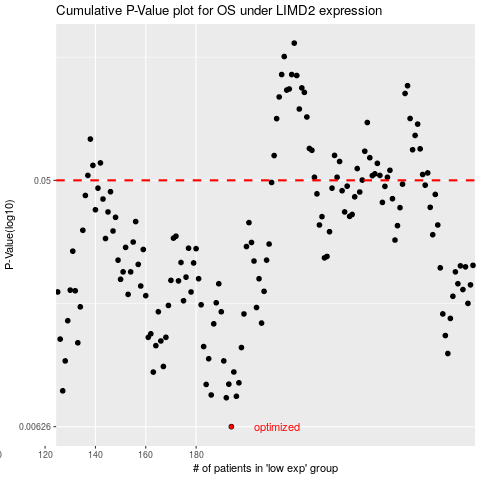 Cumulative P-Value plot for OS under LIMD2 expression
P-Value(log10)
0.05
0.00626
optimized
0 120 140 160 180
# of patients in 'low exp' group